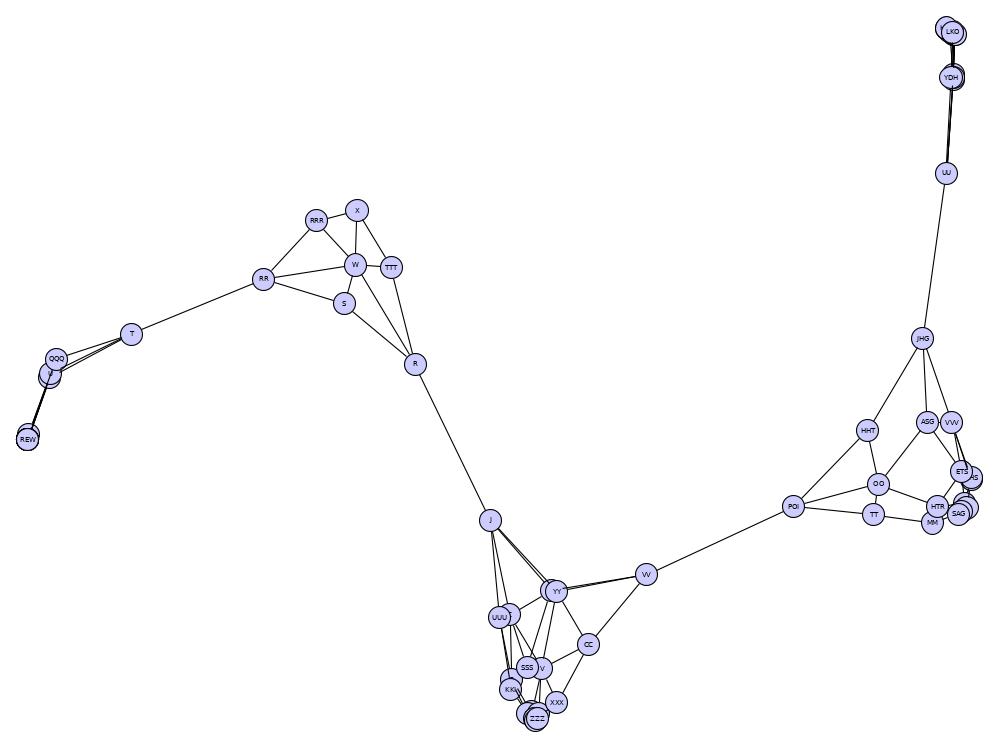 LKO
YDH
UU
X
RRR
W
TTT
RR
S
T
JHG
QQQ
R
U
ASG
VVV
HHT
REW
ETS
OO
POI
HTR
SAG
TT
J
MM
VV
YY
UUU
CC
SSS
V
KK
XXX
ZZZ